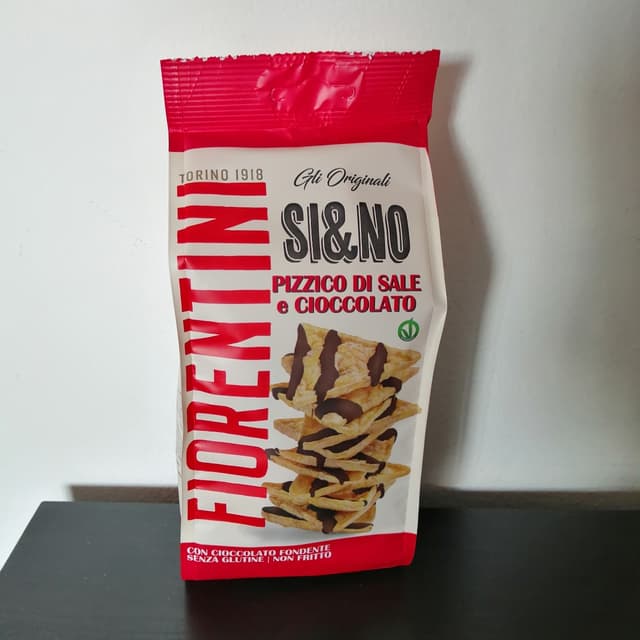 TORINO 1918
FIORENTINI
Gli Originali
SI&NO
PIZZICO DI SALE
e CIOCCOLATO
CON CIOCCOLATO FONDENTE
SENZA GLUTINE | NON FRITTO